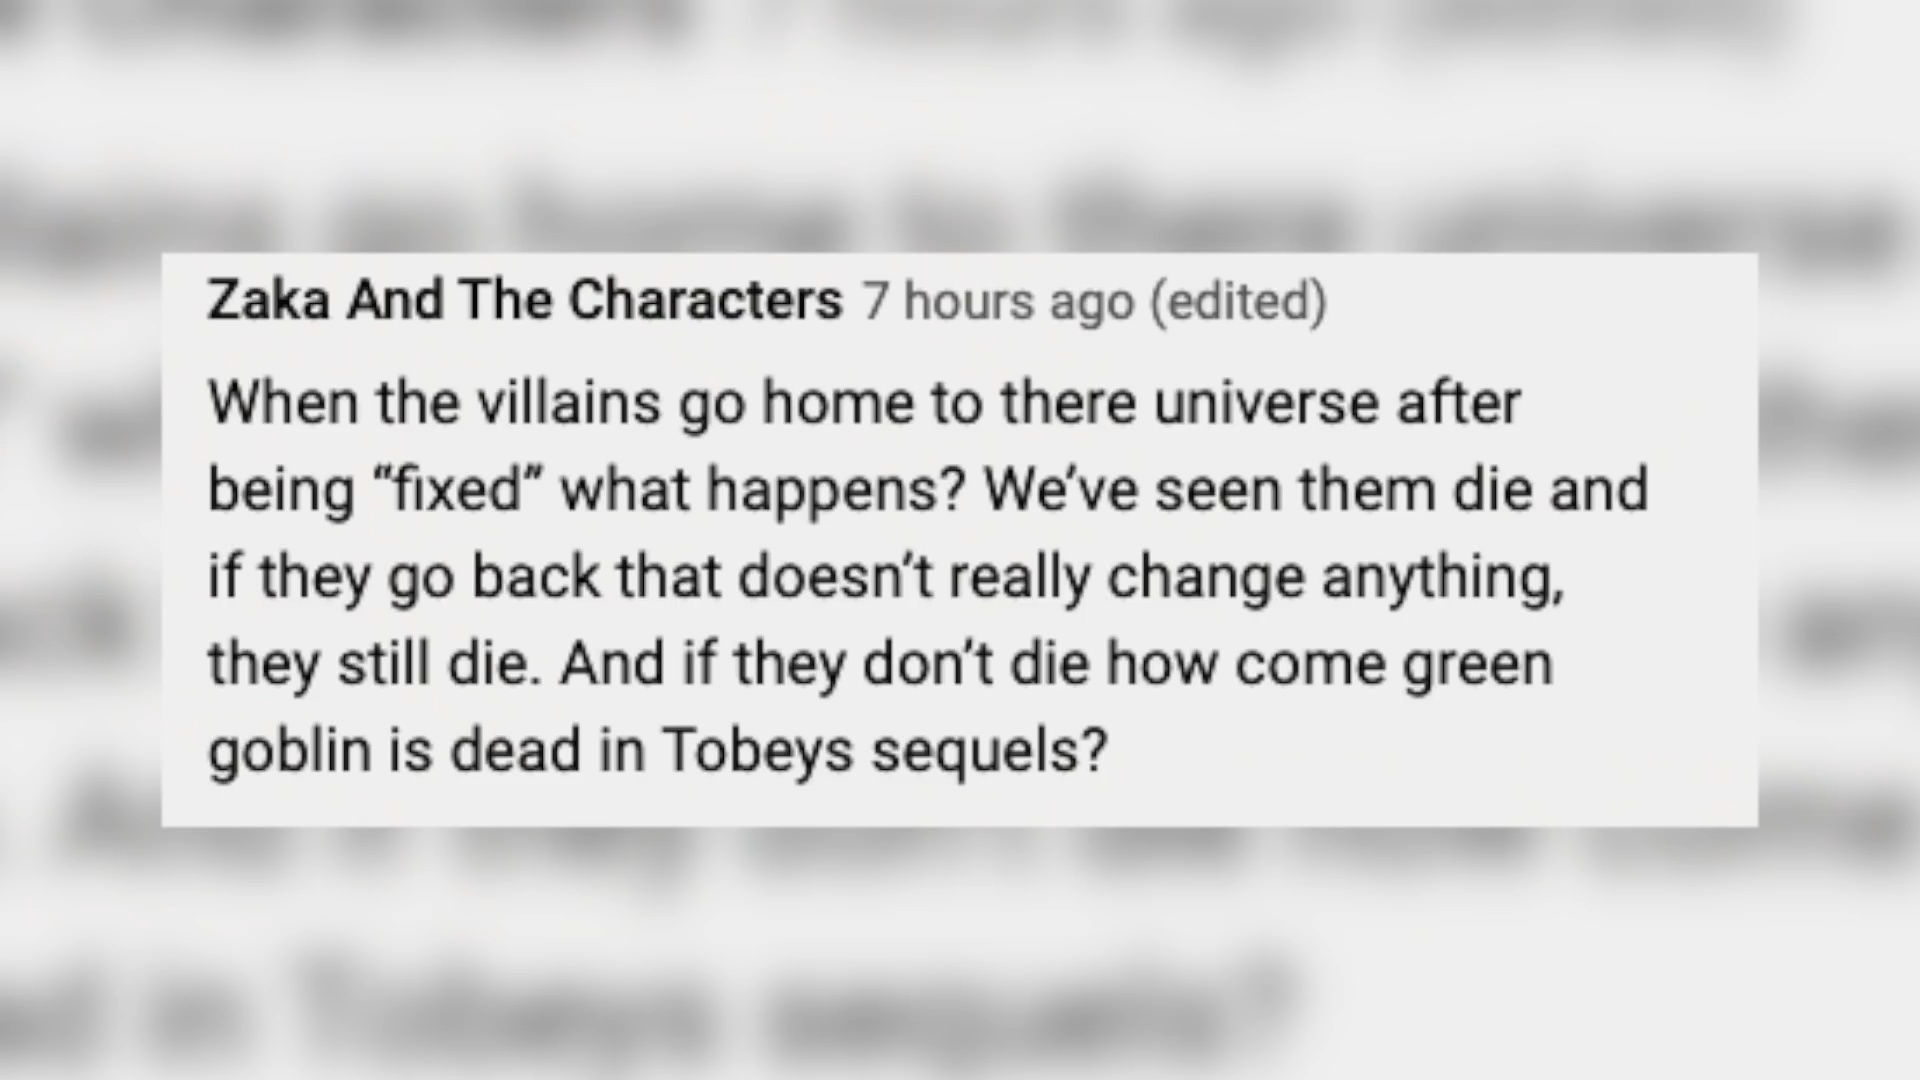 Zaka And The Characters 7 hours ago (edited)
When the villains go home to there universe after
being “fixed” what happens? We’ve seen them die and
if they go back that doesn’t really change anything,
they still die. And if they don’t die how come green
goblin is dead in Tobeys sequels?